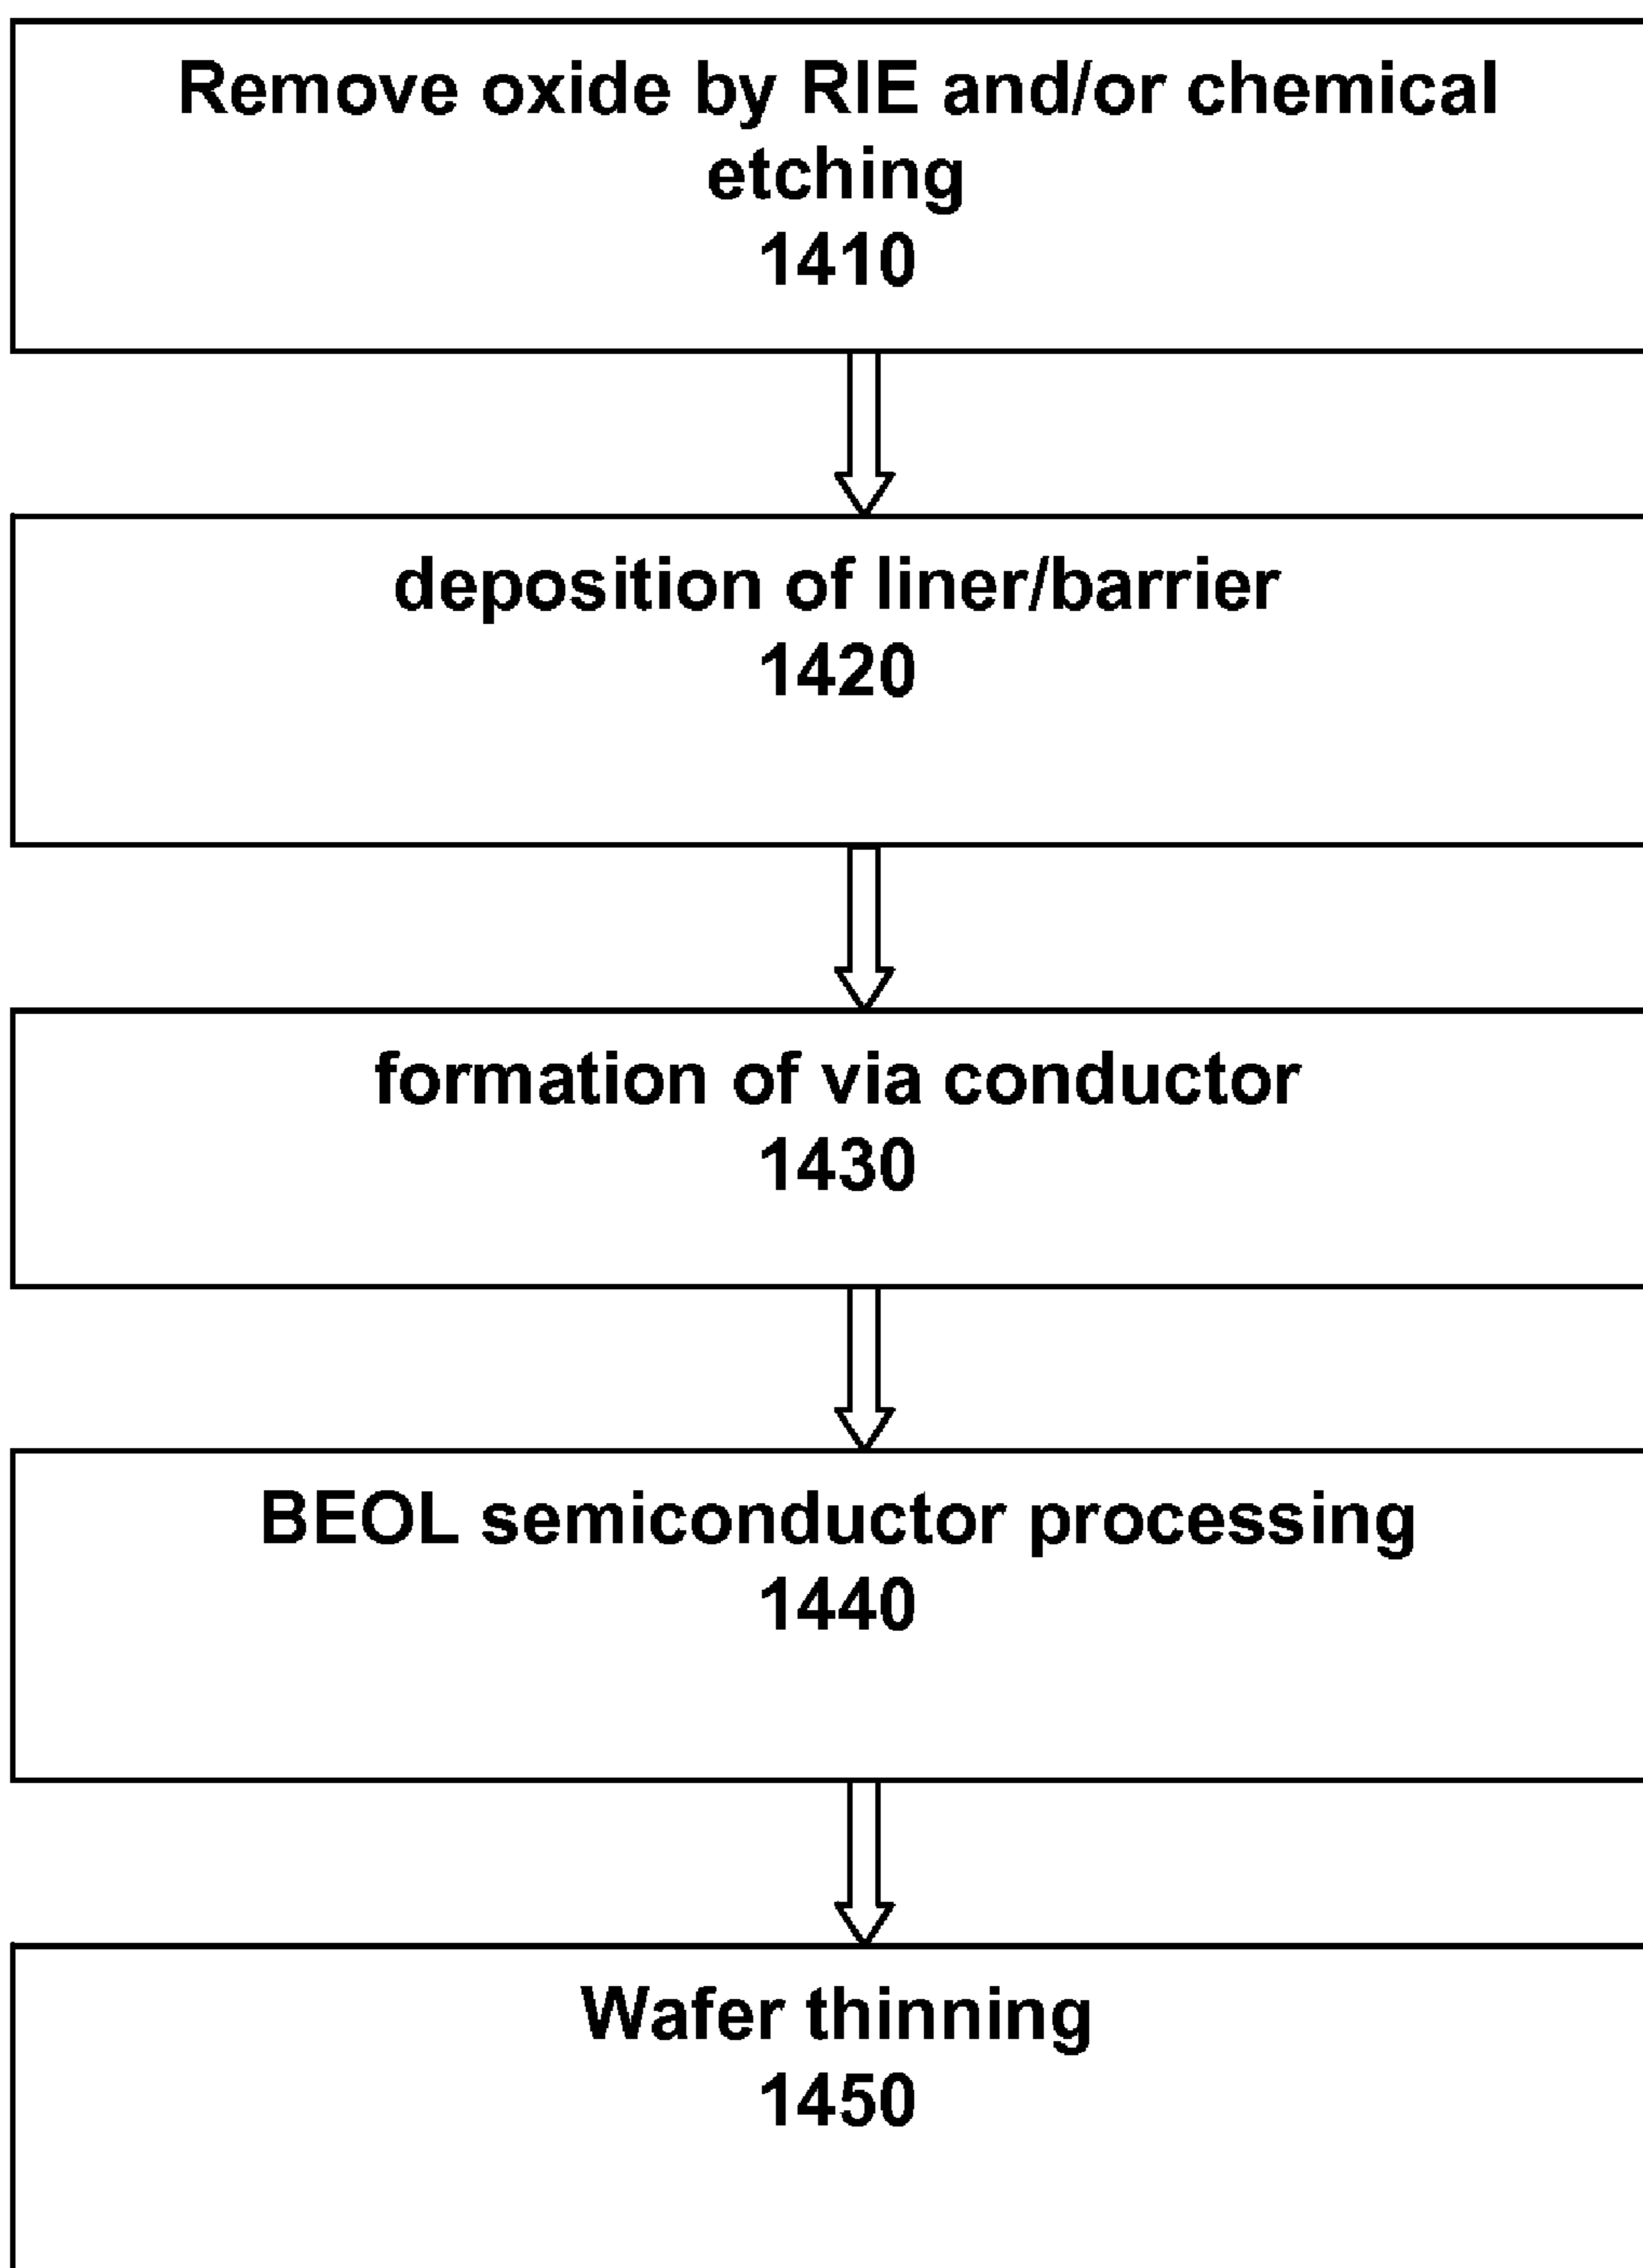 Remove oxide by RIE and/or chemical
etching
1410
deposition of liner/barrier
1420
formation of via conductor
1430
BEOL semiconductor processing
1440
Wafer thinning
1450